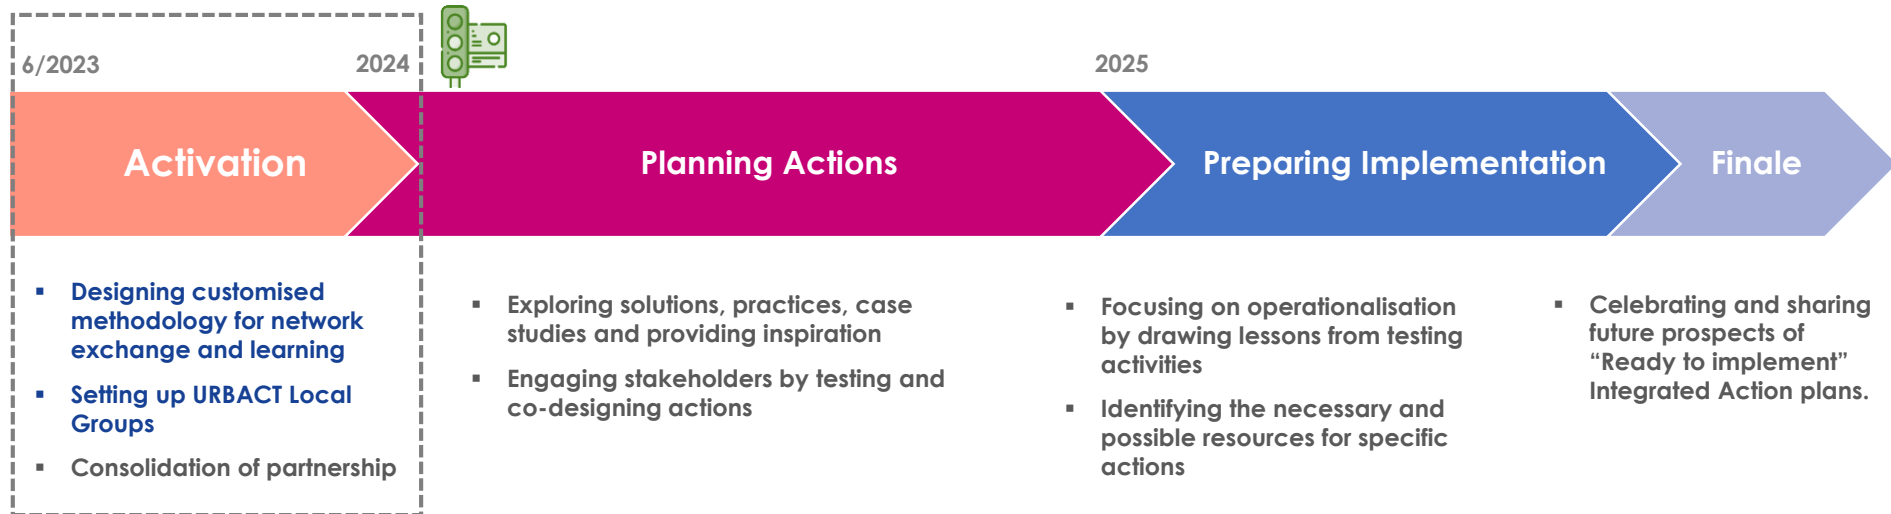 6/2023
2024
2025
Activation
Planning Actions
Preparing Implementation
Finale
▪ Designing customised
methodology for network
exchange and learning
▪ Setting up URBACT Local
Groups
▪ Consolidation of partnership
▪ Exploring solutions, practices, case
studies and providing inspiration
▪ Engaging stakeholders by testing and
co-designing actions
▪ Focusing on operationalisation
by drawing lessons from testing
activities
▪ Identifying the necessary and
possible resources for specific
actions
▪ Celebrating and sharing
future prospects of
“Ready to implement”
Integrated Action plans.